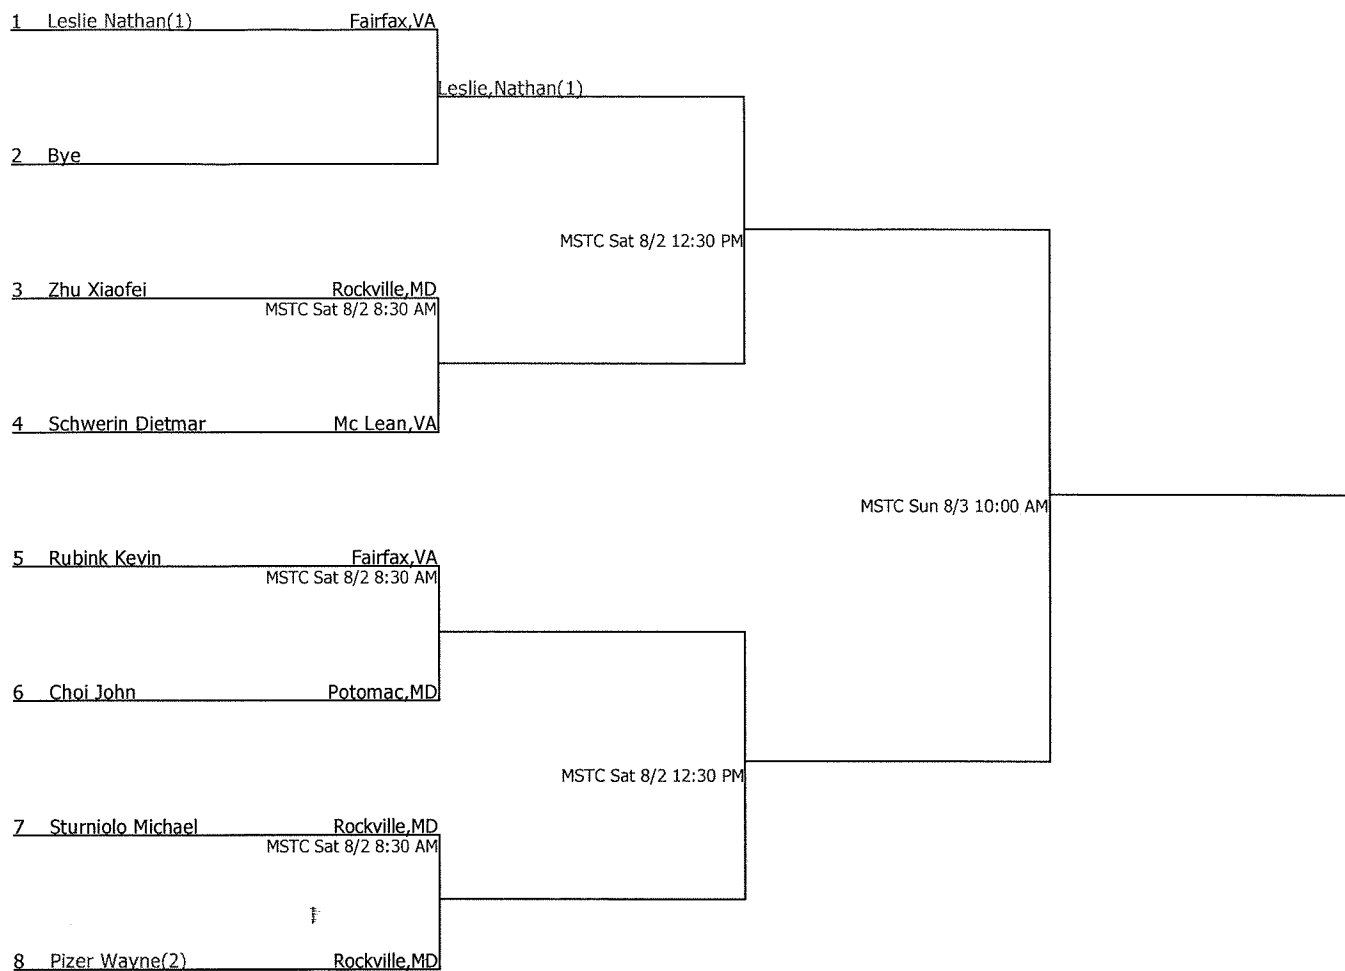 1 Leslie Nathan(1) Fairfax,VA
Leslie,Nathan(1)
2 Bye
MSTC Sat 8/2 12:30 PM
3 Zhu Xiaofei Rockville,MD
MSTC Sat 8/2 8:30 AM
4 Schwerin Dietmar Mc Lean,VA
MSTC Sun 8/3 10:00 AM
5 Rubink Kevin Fairfax,VA
MSTC Sat 8/2 8:30 AM
6 Choi John Potomac,MD
MSTC Sat 8/2 12:30 PM
7 Sturniolo Michael Rockville,MD
MSTC Sat 8/2 8:30 AM
8 Pizer Wayne(2) Rockville,MD